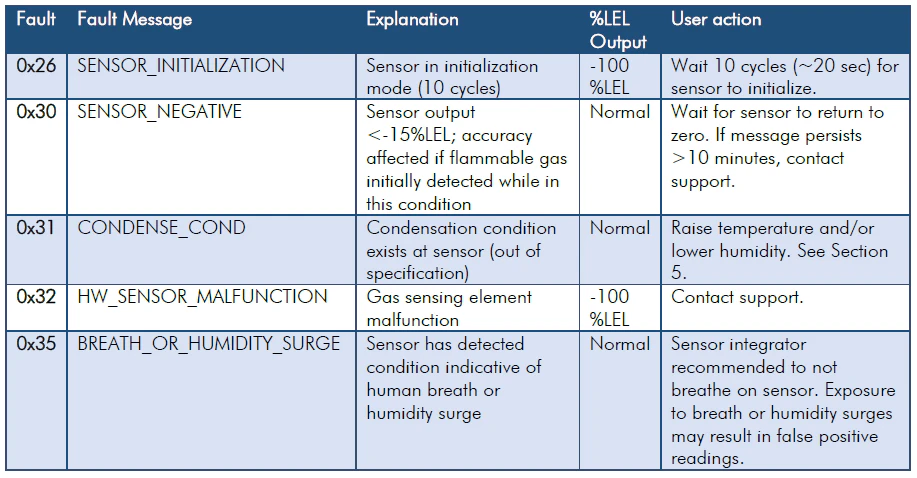 Fault Fault Message Explanation %LEL Output User action
0x26 SENSOR_INITIALIZATION Sensor in initialization mode (10 cycles) -100 %LEL Wait 10 cycles (~20 sec) for sensor to initialize.
0x30 SENSOR_NEGATIVE Sensor output <-15%LEL; accuracy affected if flammable gas initially detected while in this condition Normal Wait for sensor to return to zero. If message persists >10 minutes, contact support.
0x31 CONDENSE_COND Condensation condition exists at sensor (out of specification) Normal Raise temperature and/or lower humidity. See Section 5.
0x32 HW_SENSOR_MALFUNCTION Gas sensing element malfunction -100 %LEL Contact support.
0x35 BREATH_OR_HUMIDITY_SURGE Sensor has detected condition indicative of human breath or humidity surge Normal Sensor integrator recommended to not breathe on sensor. Exposure to breath or humidity surges may result in false positive readings.